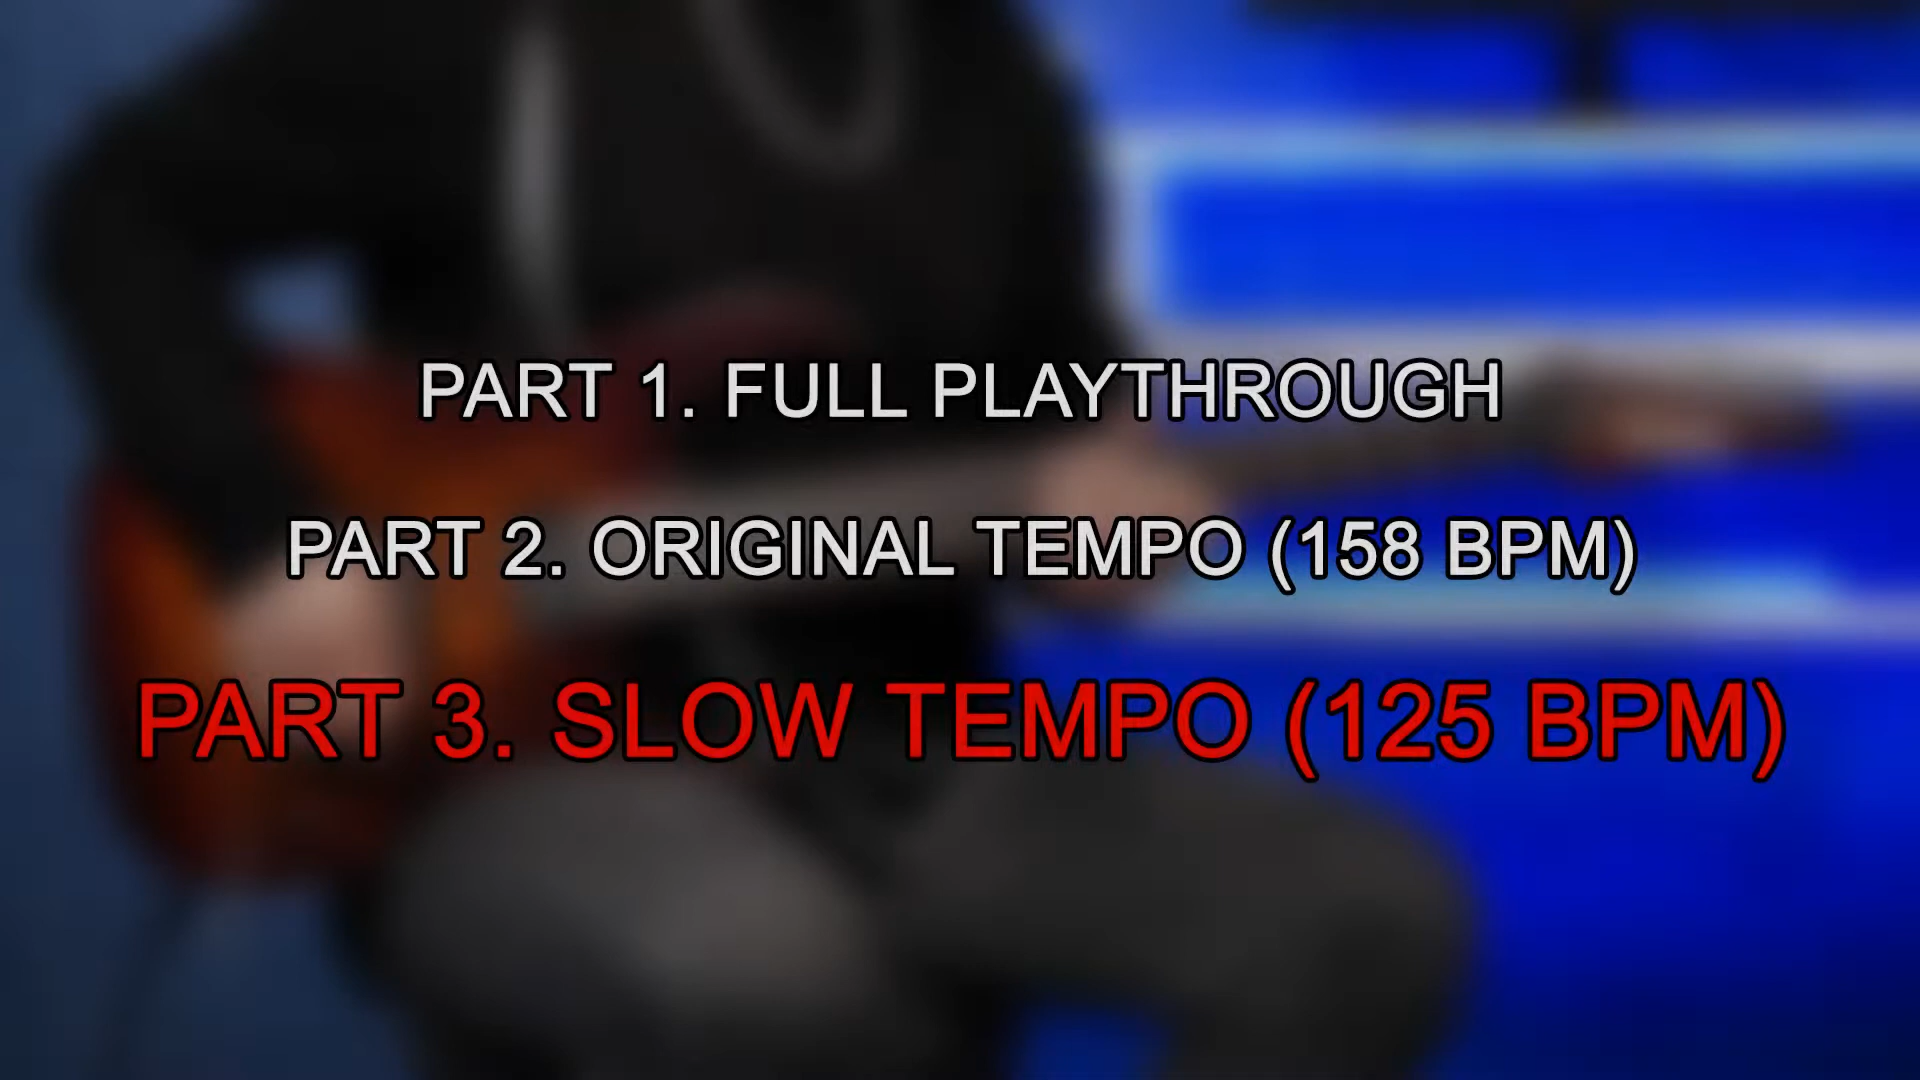 PART 1. FULL PLAYTHROUGH
PART 2. ORIGINAL TEMPO (158 BPM)
PART 3. SLOW TEMPO (125 BPM)